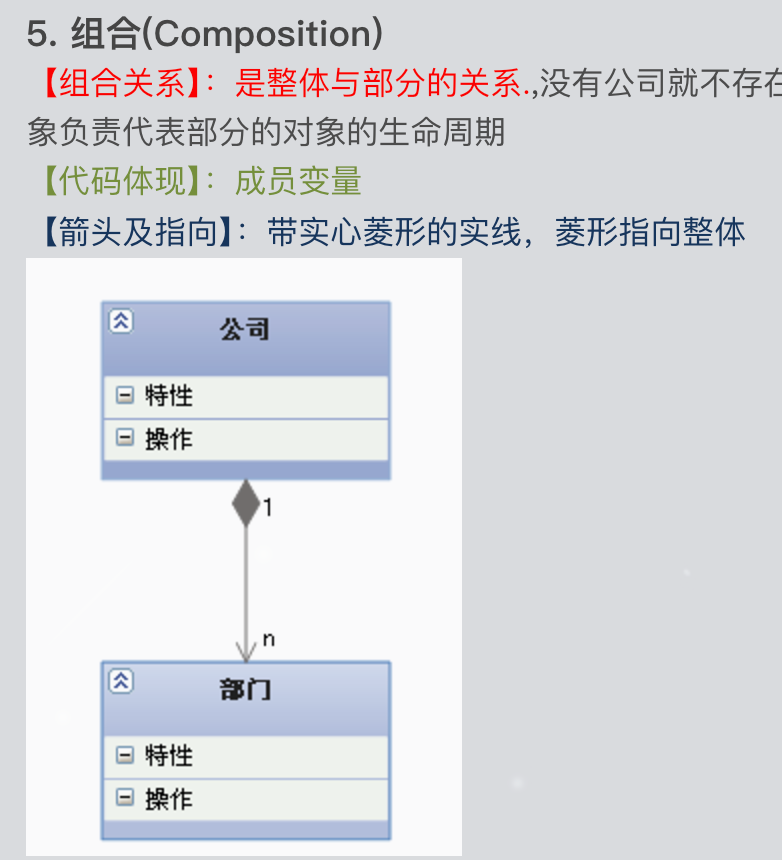 5. 组合(Composition)
【组合关系】：是整体与部分的关系.,没有公司就不存在
象负责代表部分的对象的生命周期
【代码体现】：成员变量
【箭头及指向】：带实心菱形的实线，菱形指向整体
公司
特性
操作
1
n
部门
特性
操作